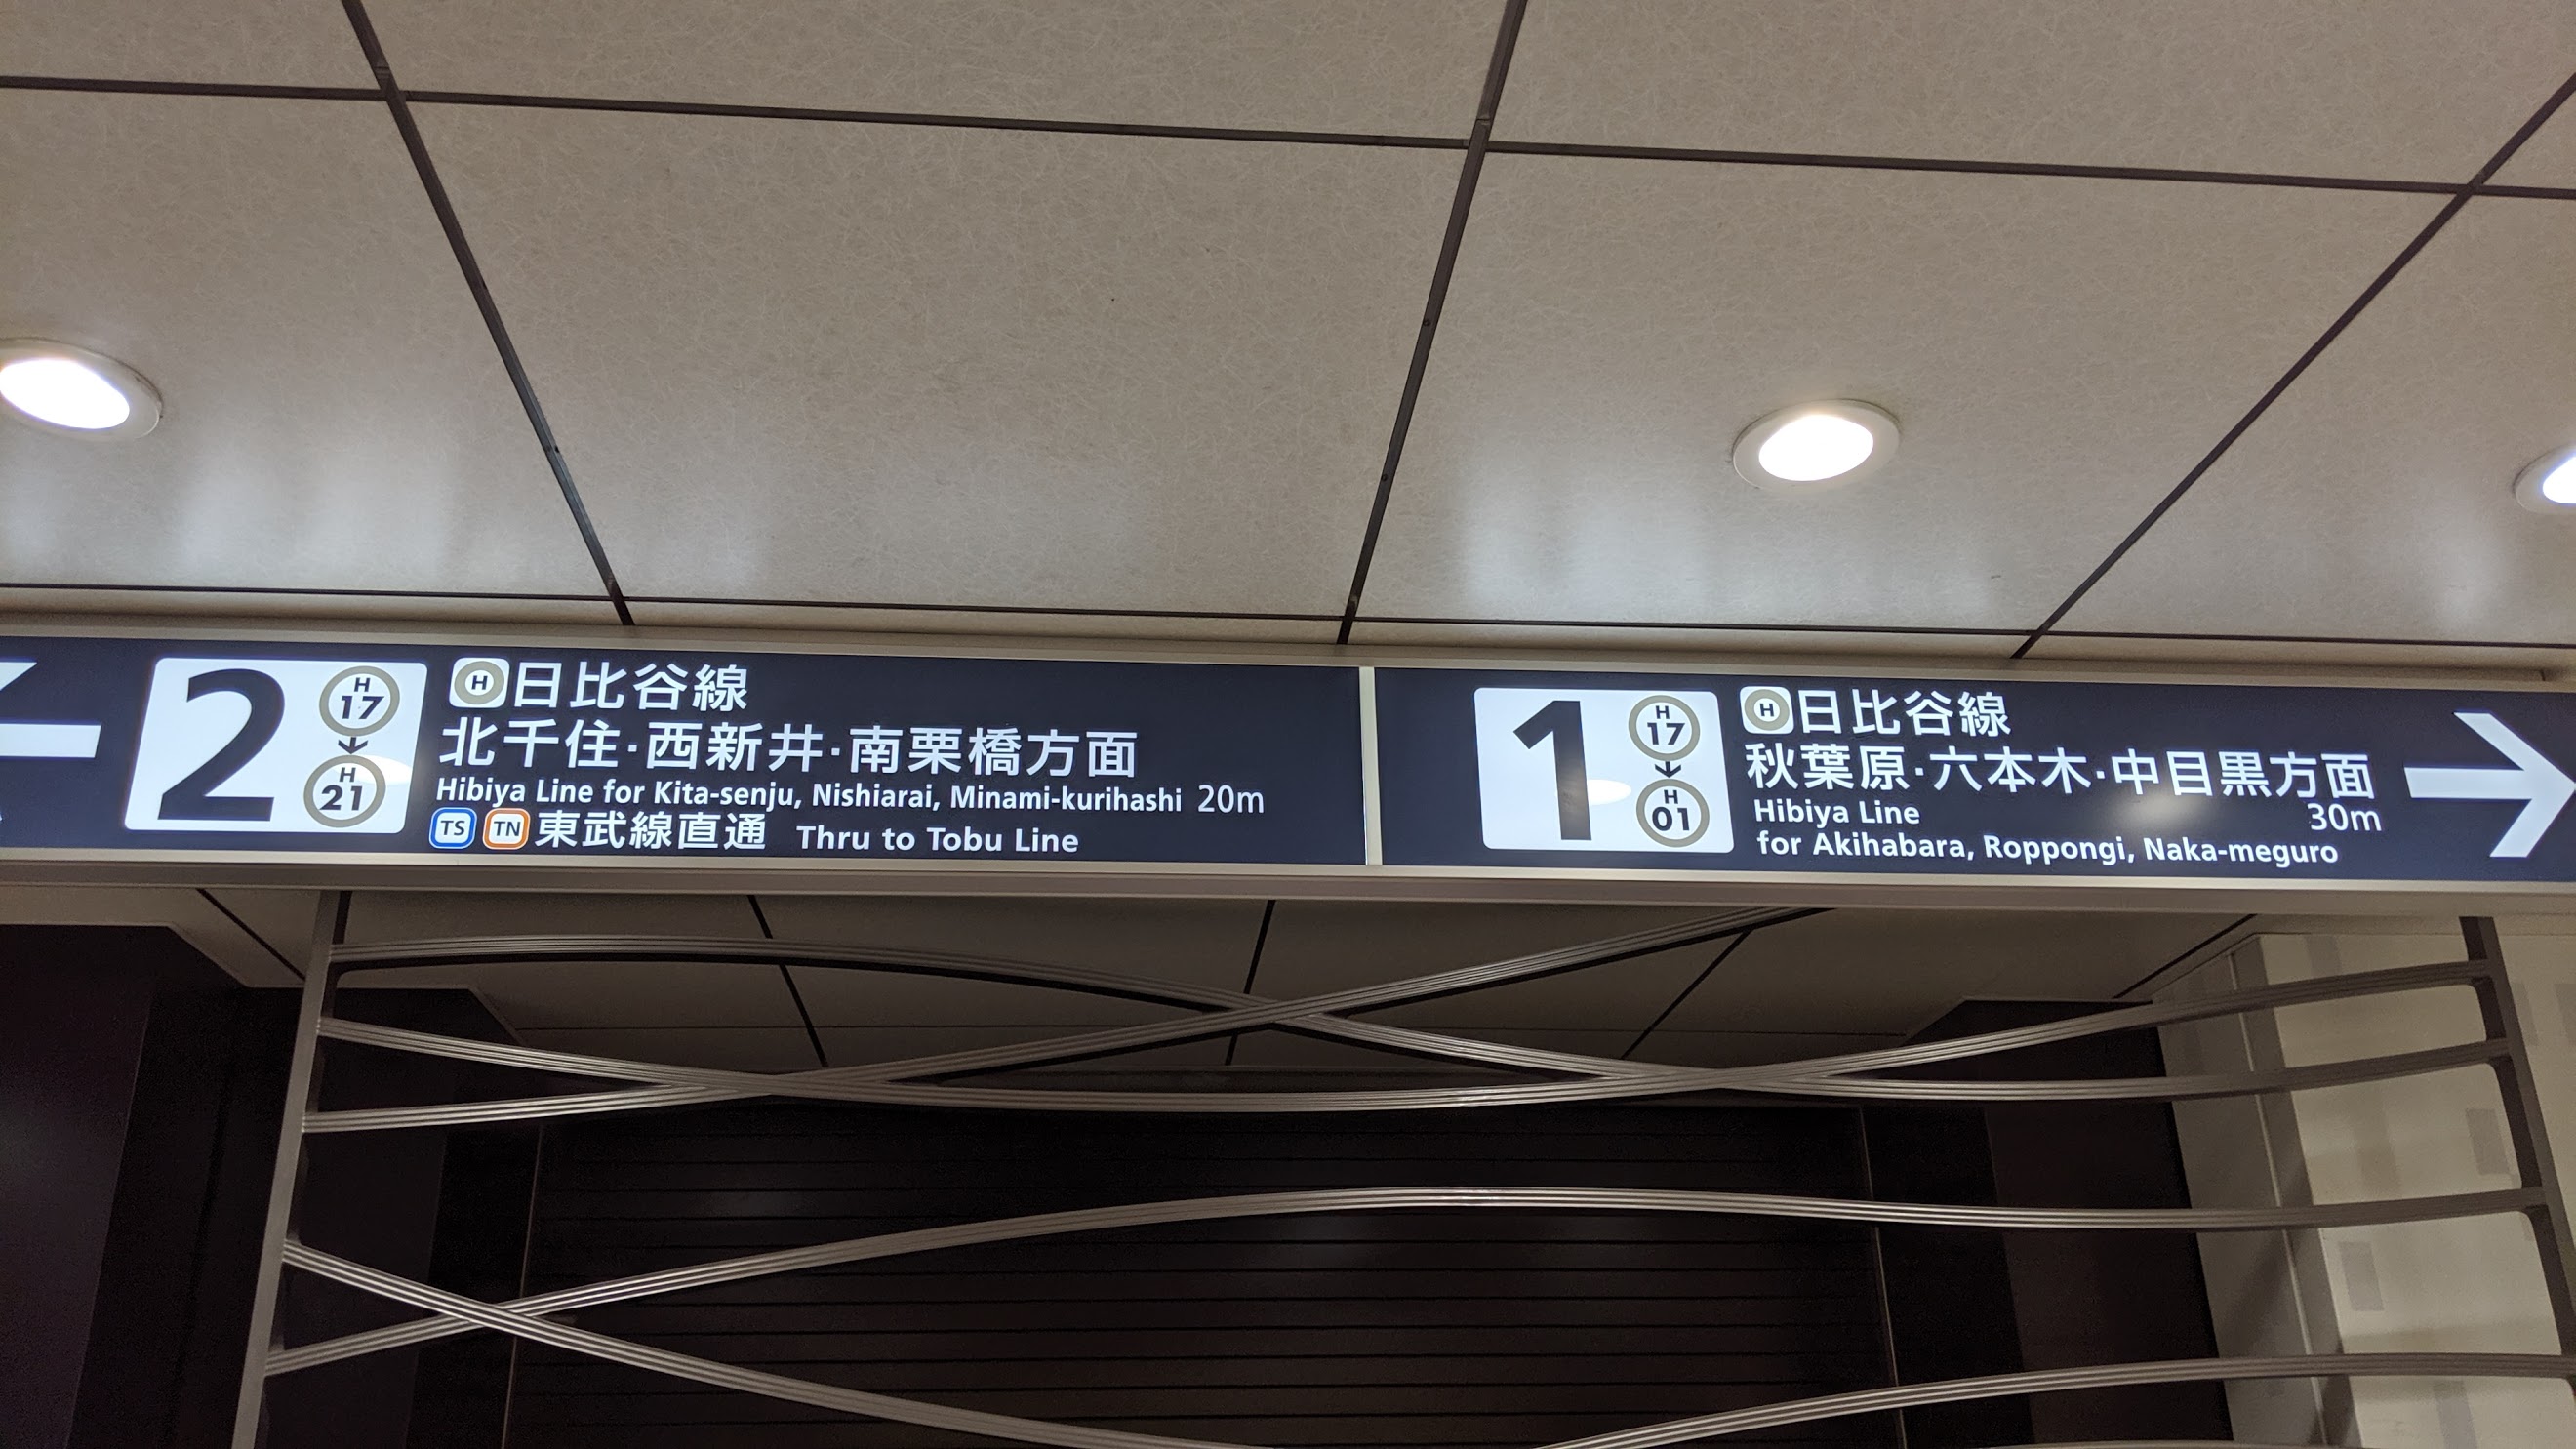 2
H
17
H
21
H 日比谷線
北千住·西新井·南栗橋方面
Hibiya Line for Kita-senju, Nishiarai, Minami-kurihashi 20m
TS TN 東武線直通 Thru to Tobu Line
1
H
17
H
01
H 日比谷線
秋葉原·六本木·中目黒方面
Hibiya Line 30m
for Akihabara, Roppongi, Naka-meguro